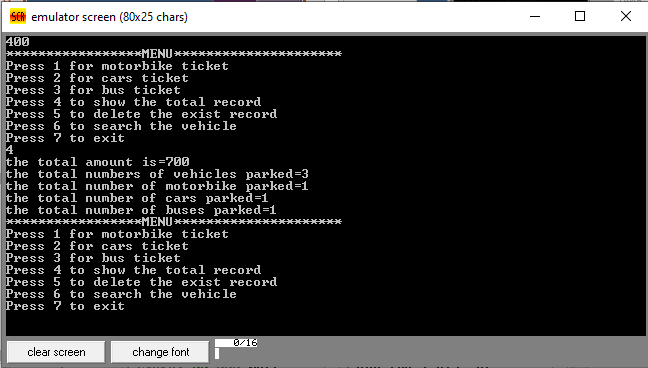 SCR emulator screen (80x25 chars)
400
*****************MENU*********************
Press 1 for motorbike ticket
Press 2 for cars ticket
Press 3 for bus ticket
Press 4 to show the total record
Press 5 to delete the exist record
Press 6 to search the vehicle
Press 7 to exit
4
the total amount is=700
the total numbers of vehicles parked=3
the total number of motorbike parked=1
the total number of cars parked=1
the total number of buses parked=1
*****************MENU*********************
Press 1 for motorbike ticket
Press 2 for cars ticket
Press 3 for bus ticket
Press 4 to show the total record
Press 5 to delete the exist record
Press 6 to search the vehicle
Press 7 to exit
clear screen change font 0/16